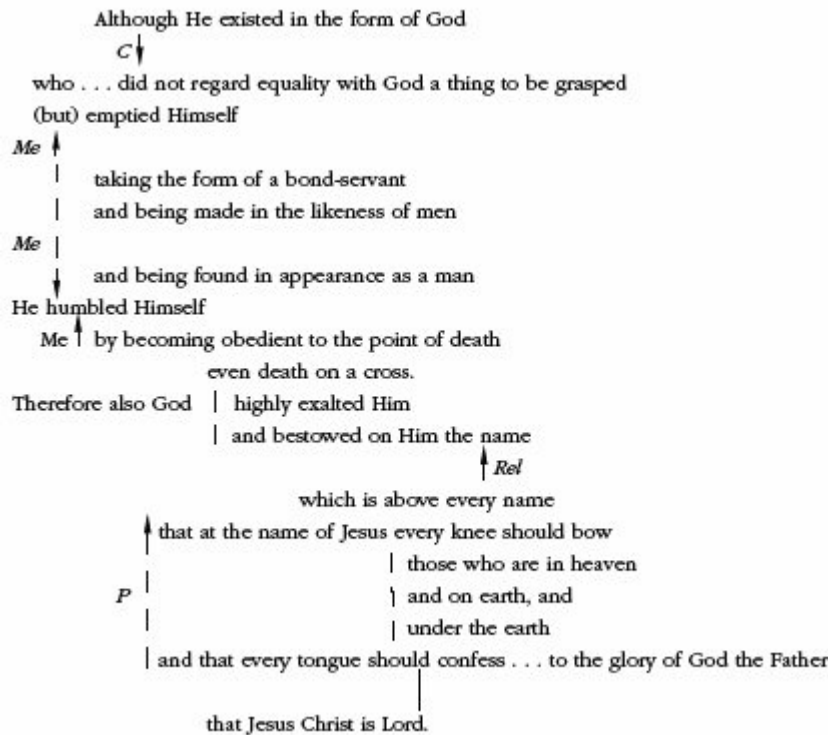 Although He existed in the form of God
C
who . . . did not regard equality with God a thing to be grasped
(but) emptied Himself
Me
taking the form of a bond-servant
and being made in the likeness of men
Me
and being found in appearance as a man
He humbled Himself
Me by becoming obedient to the point of death
even death on a cross.
Therefore also God highly exalted Him
and bestowed on Him the name
Rel
which is above every name
that at the name of Jesus every knee should bow
those who are in heaven
P and on earth, and
under the earth
and that every tongue should confess . . . to the glory of God the Father
that Jesus Christ is Lord.